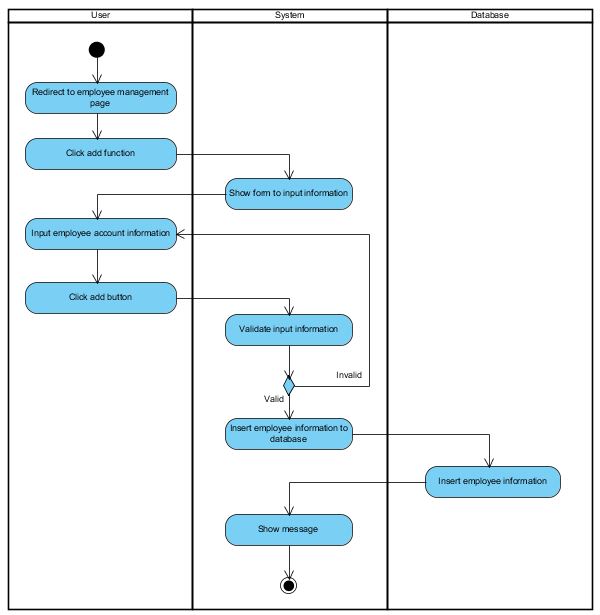 User
System
Database
Redirect to employee management
page
Click add function
Show form to input information
Input employee account information
Click add button
Validate input information
Invalid
Valid
Insert employee information to
database
Insert employee information
Show message